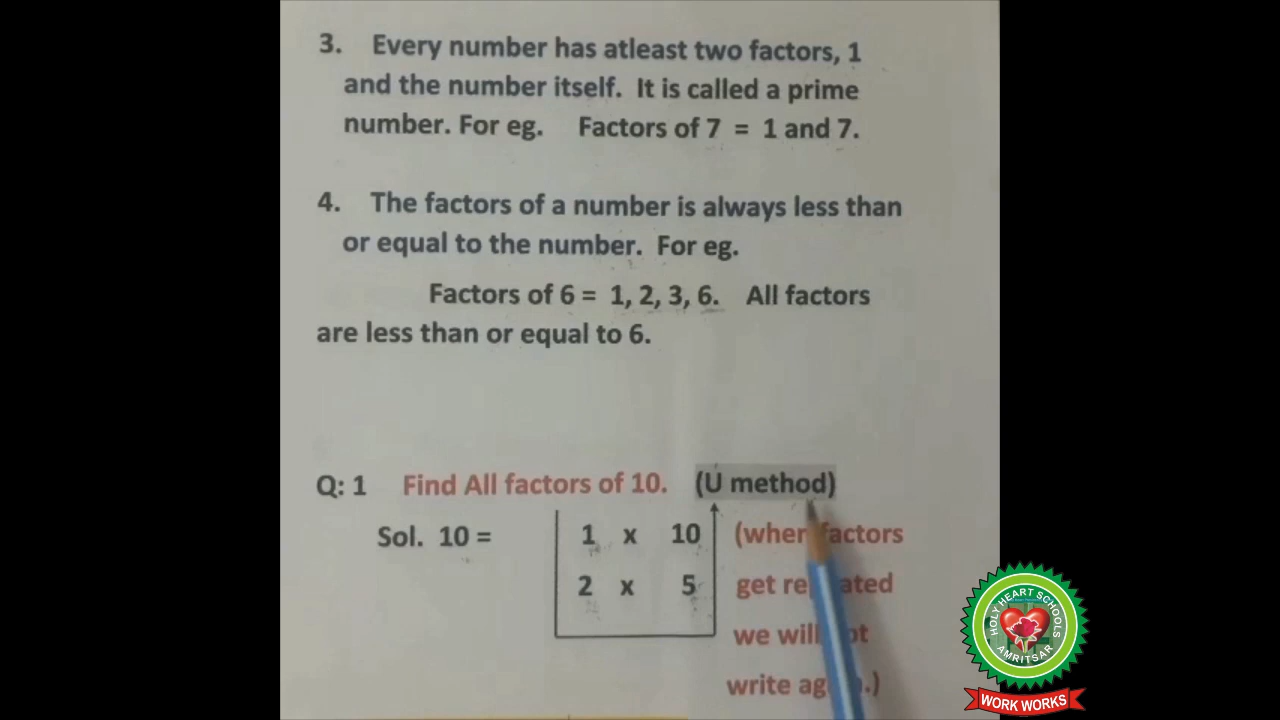 3. Every number has atleast two factors, 1
and the number itself. It is called a prime
number. For eg. Factors of 7 = 1 and 7.
4. The factors of a number is always less than
or equal to the number. For eg.
Factors of 6 = 1, 2, 3, 6. All factors
are less than or equal to 6.
Q: 1 Find All factors of 10. (U method)
Sol. 10 = 1 x 10 (when factors
2 x 5 get repeated
we will not
write again.)
HOLY HEART SCHOOLS
AMRITSAR
WORK WORKS